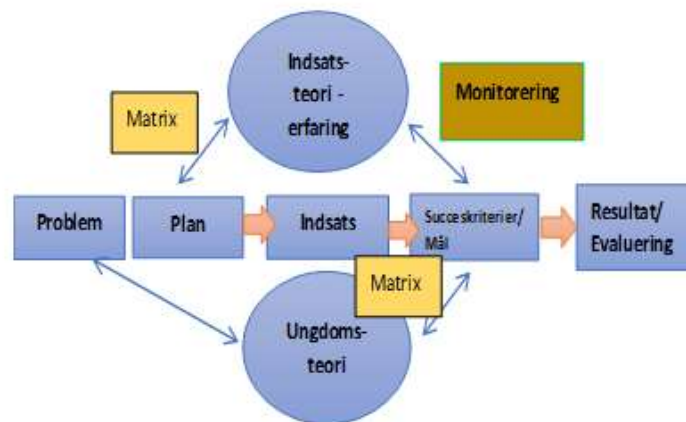 Indsats-
teori -
erfaring
Monitorering
Matrix
Problem
Plan
Indsats
Succeskriterier/
Mål
Resultat/
Evaluering
Matrix
Ungdoms-
teori